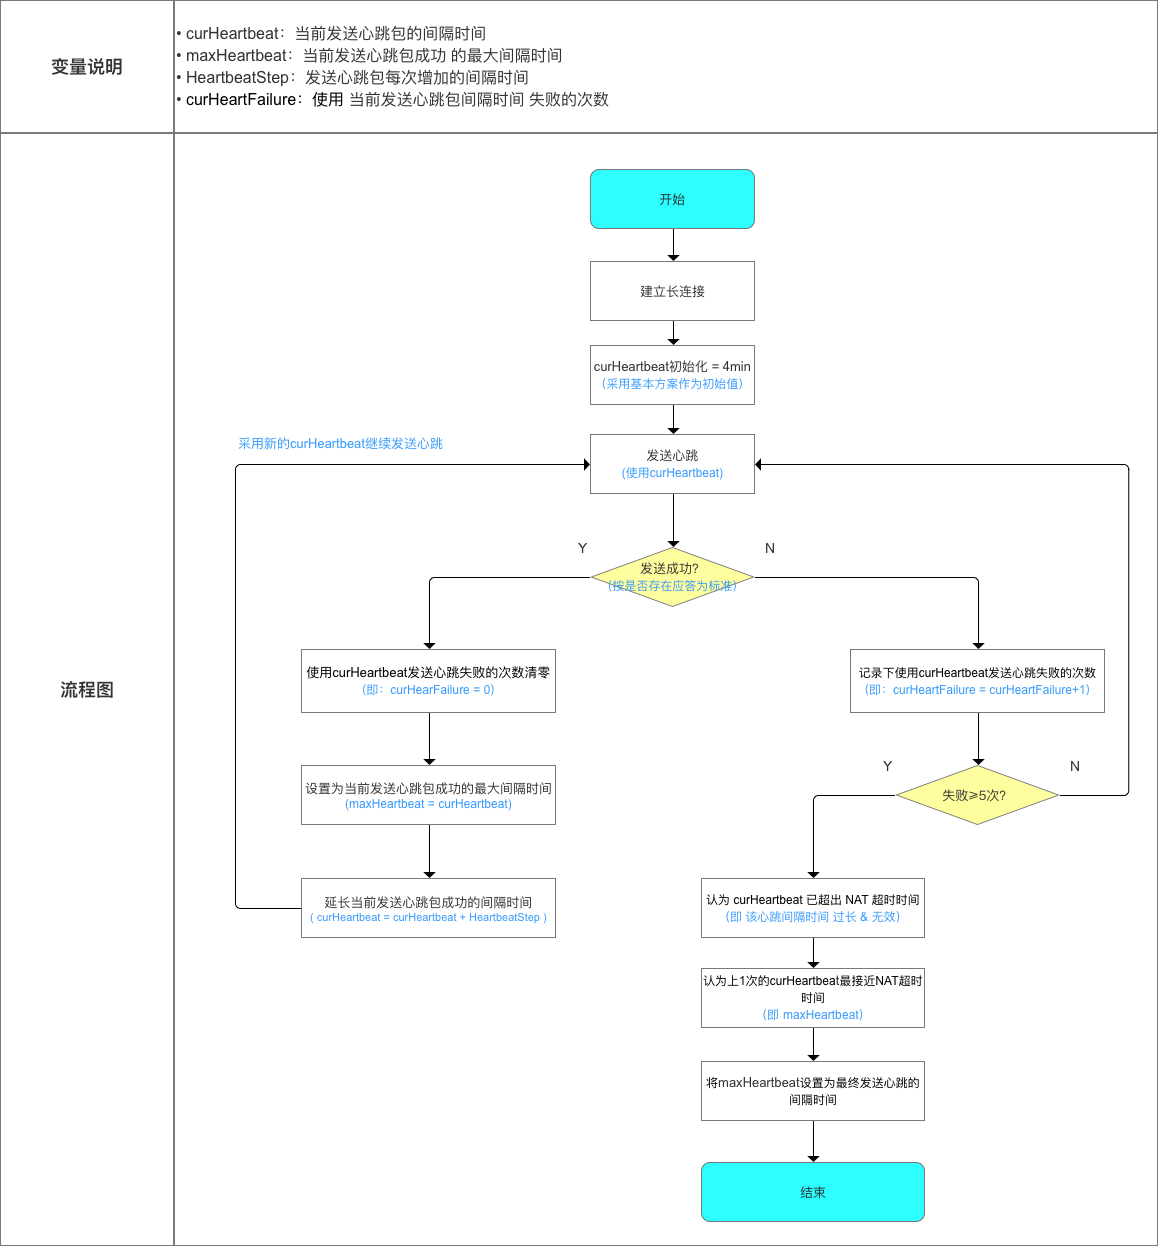 变量说明
• curHeartbeat：当前发送心跳包的间隔时间
• maxHeartbeat：当前发送心跳包成功 的最大间隔时间
• HeartbeatStep：发送心跳包每次增加的间隔时间
• curHeartFailure：使用 当前发送心跳包间隔时间 失败的次数
流程图
开始
建立长连接
curHeartbeat初始化 = 4min
（采用基本方案作为初始值）
采用新的curHeartbeat继续发送心跳
发送心跳
(使用curHeartbeat)
Y
N
发送成功?
（按是否存在应答为标准）
使用curHeartbeat发送心跳失败的次数清零
（即：curHearFailure = 0）
记录下使用curHeartbeat发送心跳失败的次数
（即：curHeartFailure = curHeartFailure+1）
设置为当前发送心跳包成功的最大间隔时间
(maxHeartbeat = curHeartbeat)
Y
N
失败≥5次?
延长当前发送心跳包成功的间隔时间
( curHeartbeat = curHeartbeat + HeartbeatStep )
认为 curHeartbeat 已超出 NAT 超时时间
（即 该心跳间隔时间 过长 & 无效）
认为上1次的curHeartbeat最接近NAT超时
时间
（即 maxHeartbeat）
将maxHeartbeat设置为最终发送心跳的
间隔时间
结束